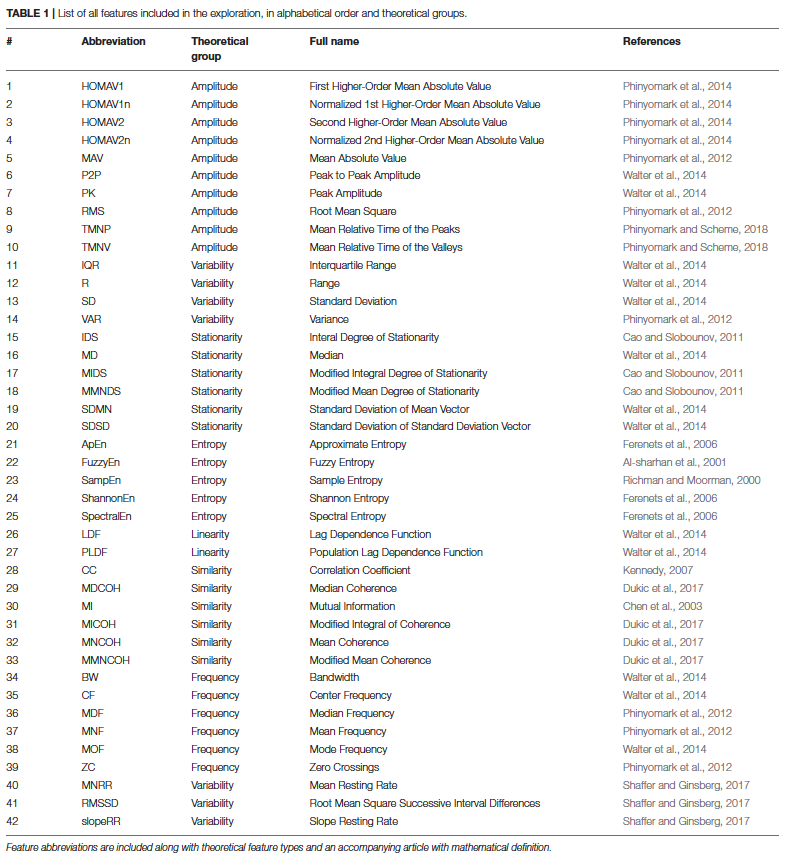 TABLE 1 | List of all features included in the exploration, in alphabetical order and theoretical groups.
# Abbreviation Theoretical group Full name References
1 HOMAV1 Amplitude First Higher-Order Mean Absolute Value Phinyomark et al., 2014
2 HOMAV1n Amplitude Normalized 1st Higher-Order Mean Absolute Value Phinyomark et al., 2014
3 HOMAV2 Amplitude Second Higher-Order Mean Absolute Value Phinyomark et al., 2014
4 HOMAV2n Amplitude Normalized 2nd Higher-Order Mean Absolute Value Phinyomark et al., 2014
5 MAV Amplitude Mean Absolute Value Phinyomark et al., 2012
6 P2P Amplitude Peak to Peak Amplitude Walter et al., 2014
7 PK Amplitude Peak Amplitude Walter et al., 2014
8 RMS Amplitude Root Mean Square Phinyomark et al., 2012
9 TMNP Amplitude Mean Relative Time of the Peaks Phinyomark and Scheme, 2018
10 TMNV Amplitude Mean Relative Time of the Valleys Phinyomark and Scheme, 2018
11 IQR Variability Interquartile Range Walter et al., 2014
12 R Variability Range Walter et al., 2014
13 SD Variability Standard Deviation Walter et al., 2014
14 VAR Variability Variance Phinyomark et al., 2012
15 IDS Stationarity Interal Degree of Stationarity Cao and Slobounov, 2011
16 MD Stationarity Median Walter et al., 2014
17 MIDS Stationarity Modified Integral Degree of Stationarity Cao and Slobounov, 2011
18 MMNDS Stationarity Modified Mean Degree of Stationarity Cao and Slobounov, 2011
19 SDMN Stationarity Standard Deviation of Mean Vector Walter et al., 2014
20 SDSD Stationarity Standard Deviation of Standard Deviation Vector Walter et al., 2014
21 ApEn Entropy Approximate Entropy Ferenets et al., 2006
22 FuzzyEn Entropy Fuzzy Entropy Al-sharhan et al., 2001
23 SampEn Entropy Sample Entropy Richman and Moorman, 2000
24 ShannonEn Entropy Shannon Entropy Ferenets et al., 2006
25 SpectralEn Entropy Spectral Entropy Ferenets et al., 2006
26 LDF Linearity Lag Dependence Function Walter et al., 2014
27 PLDF Linearity Population Lag Dependence Function Walter et al., 2014
28 CC Similarity Correlation Coefficient Kennedy, 2007
29 MDCOH Similarity Median Coherence Dukic et al., 2017
30 MI Similarity Mutual Information Chen et al., 2003
31 MICOH Similarity Modified Integral of Coherence Dukic et al., 2017
32 MNCOH Similarity Mean Coherence Dukic et al., 2017
33 MMNCOH Similarity Modified Mean Coherence Dukic et al., 2017
34 BW Frequency Bandwidth Walter et al., 2014
35 CF Frequency Center Frequency Walter et al., 2014
36 MDF Frequency Median Frequency Phinyomark et al., 2012
37 MNF Frequency Mean Frequency Phinyomark et al., 2012
38 MOF Frequency Mode Frequency Walter et al., 2014
39 ZC Frequency Zero Crossings Phinyomark et al., 2012
40 MNRR Variability Mean Resting Rate Shaffer and Ginsberg, 2017
41 RMSSD Variability Root Mean Square Successive Interval Differences Shaffer and Ginsberg, 2017
42 slopeRR Variability Slope Resting Rate Shaffer and Ginsberg, 2017
Feature abbreviations are included along with theoretical feature types and an accompanying article with mathematical definition.